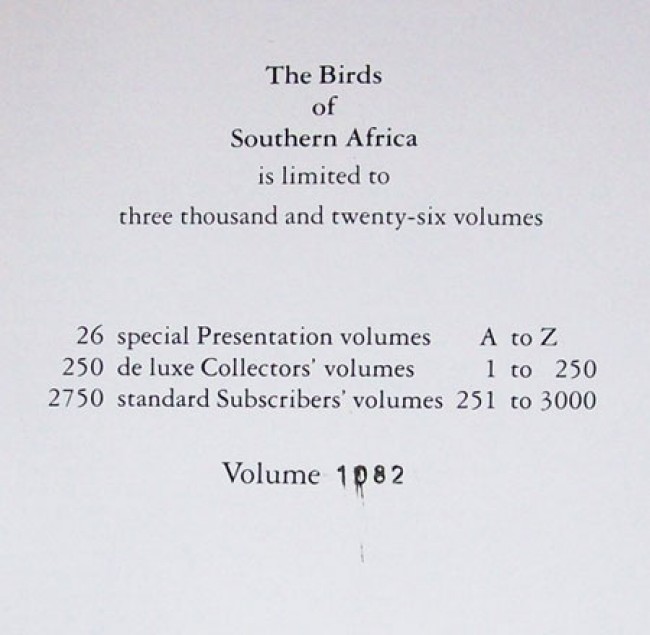 The Birds
of
Southern Africa
is limited to
three thousand and twenty-six volumes
26 special Presentation volumes A to Z
250 de luxe Collectors' volumes 1 to 250
2750 standard Subscribers' volumes 251 to 3000
Volume 1082